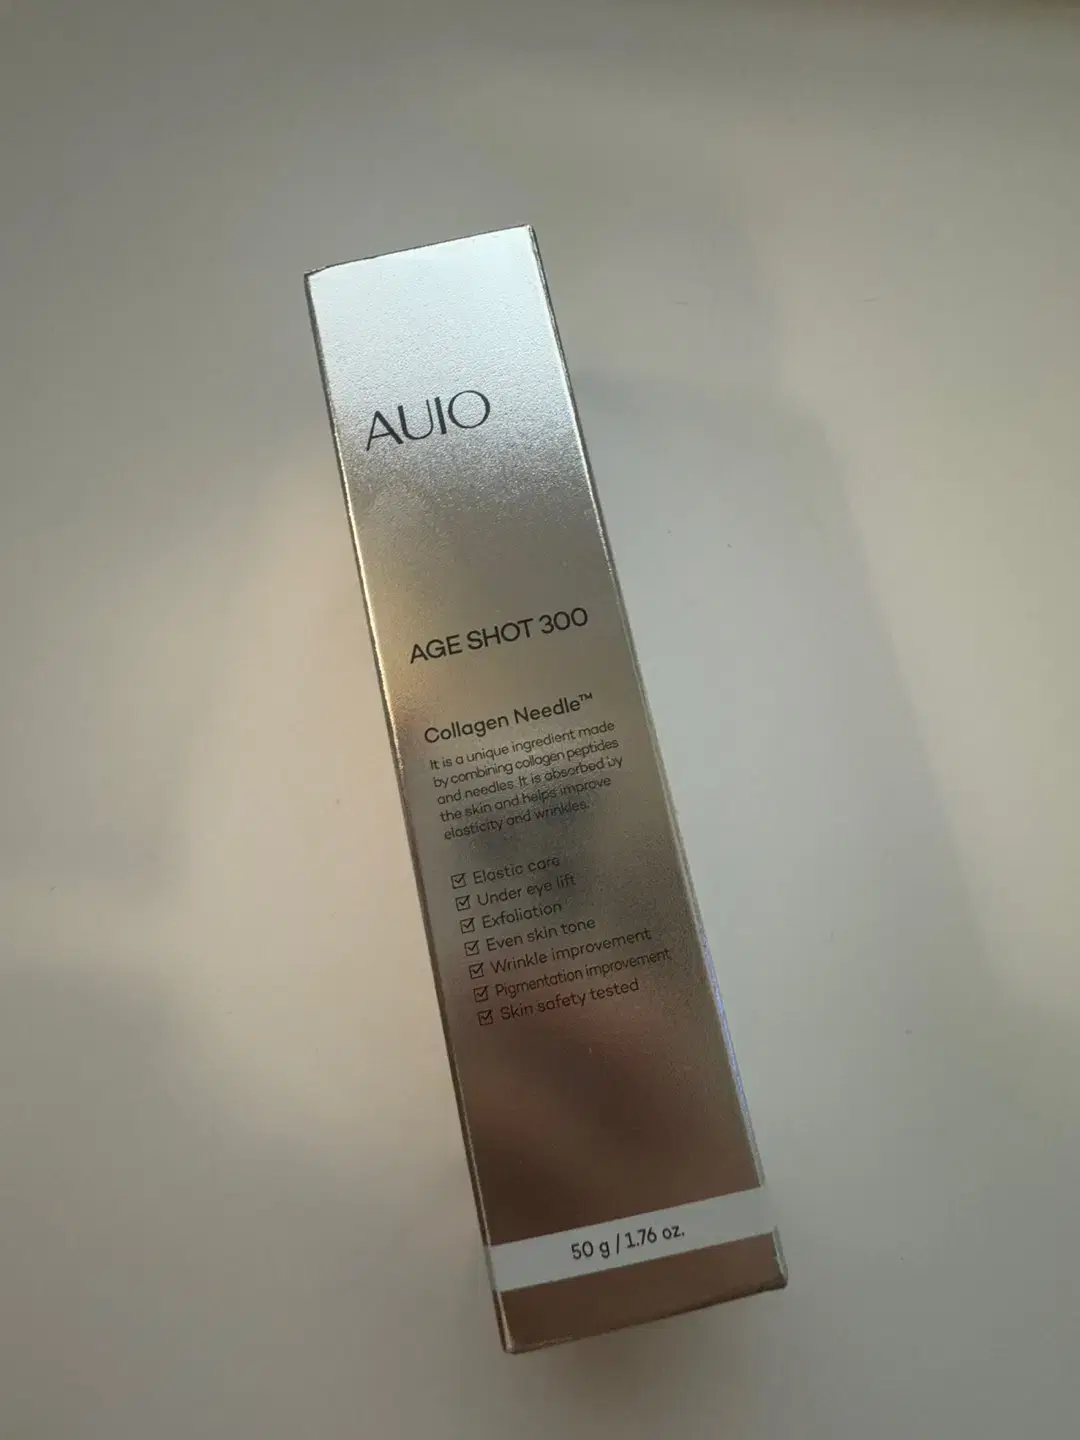 AUIO
AGE SHOT 300
Collagen Needle™
It is a unique ingredient made
by combining collagen peptides
and needles. It is absorbed by
the skin and helps improve
elasticity and wrinkles.
☑ Elastic care
☑ Under eye lift
☑ Exfoliation
☑ Even skin tone
☑ Wrinkle improvement
☑ Pigmentation improvement
☑ Skin safety tested
50 g / 1.76 oz.